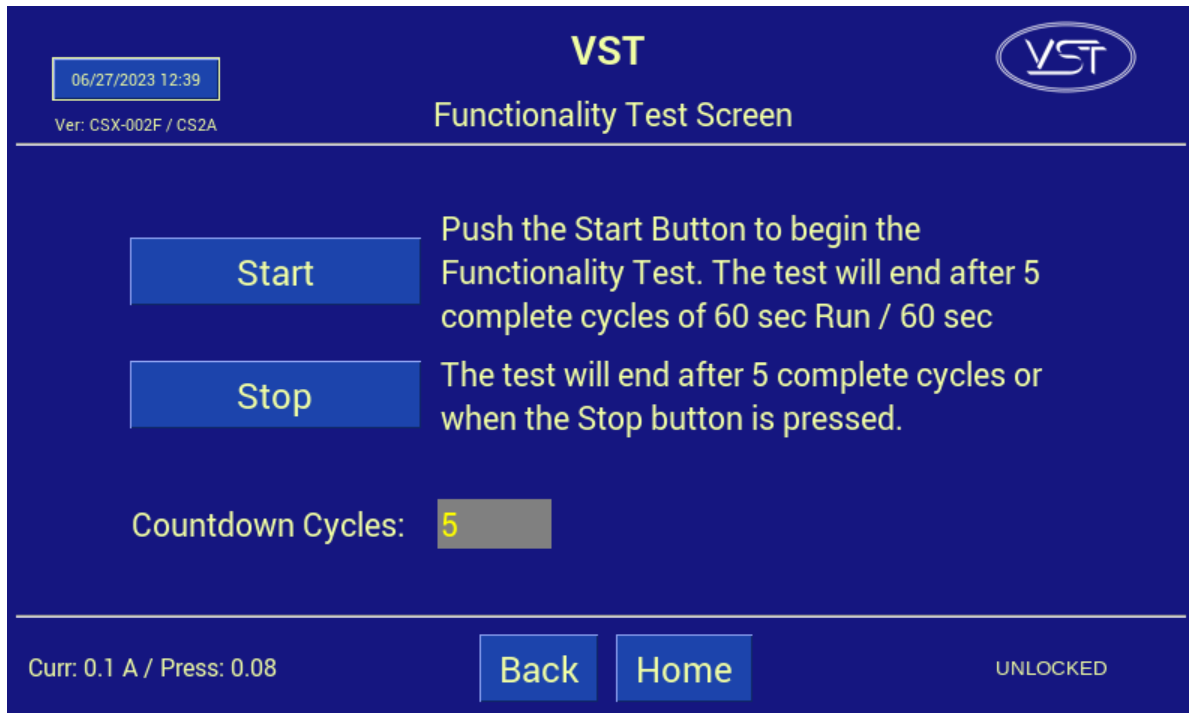 VST
VST
06/27/2023 12:39
Ver: CSX-002F / CS2A
Functionality Test Screen
Start
Push the Start Button to begin the
Functionality Test. The test will end after 5
complete cycles of 60 sec Run / 60 sec
Stop
The test will end after 5 complete cycles or
when the Stop button is pressed.
Countdown Cycles: 5
Curr: 0.1 A / Press: 0.08
Back
Home
UNLOCKED